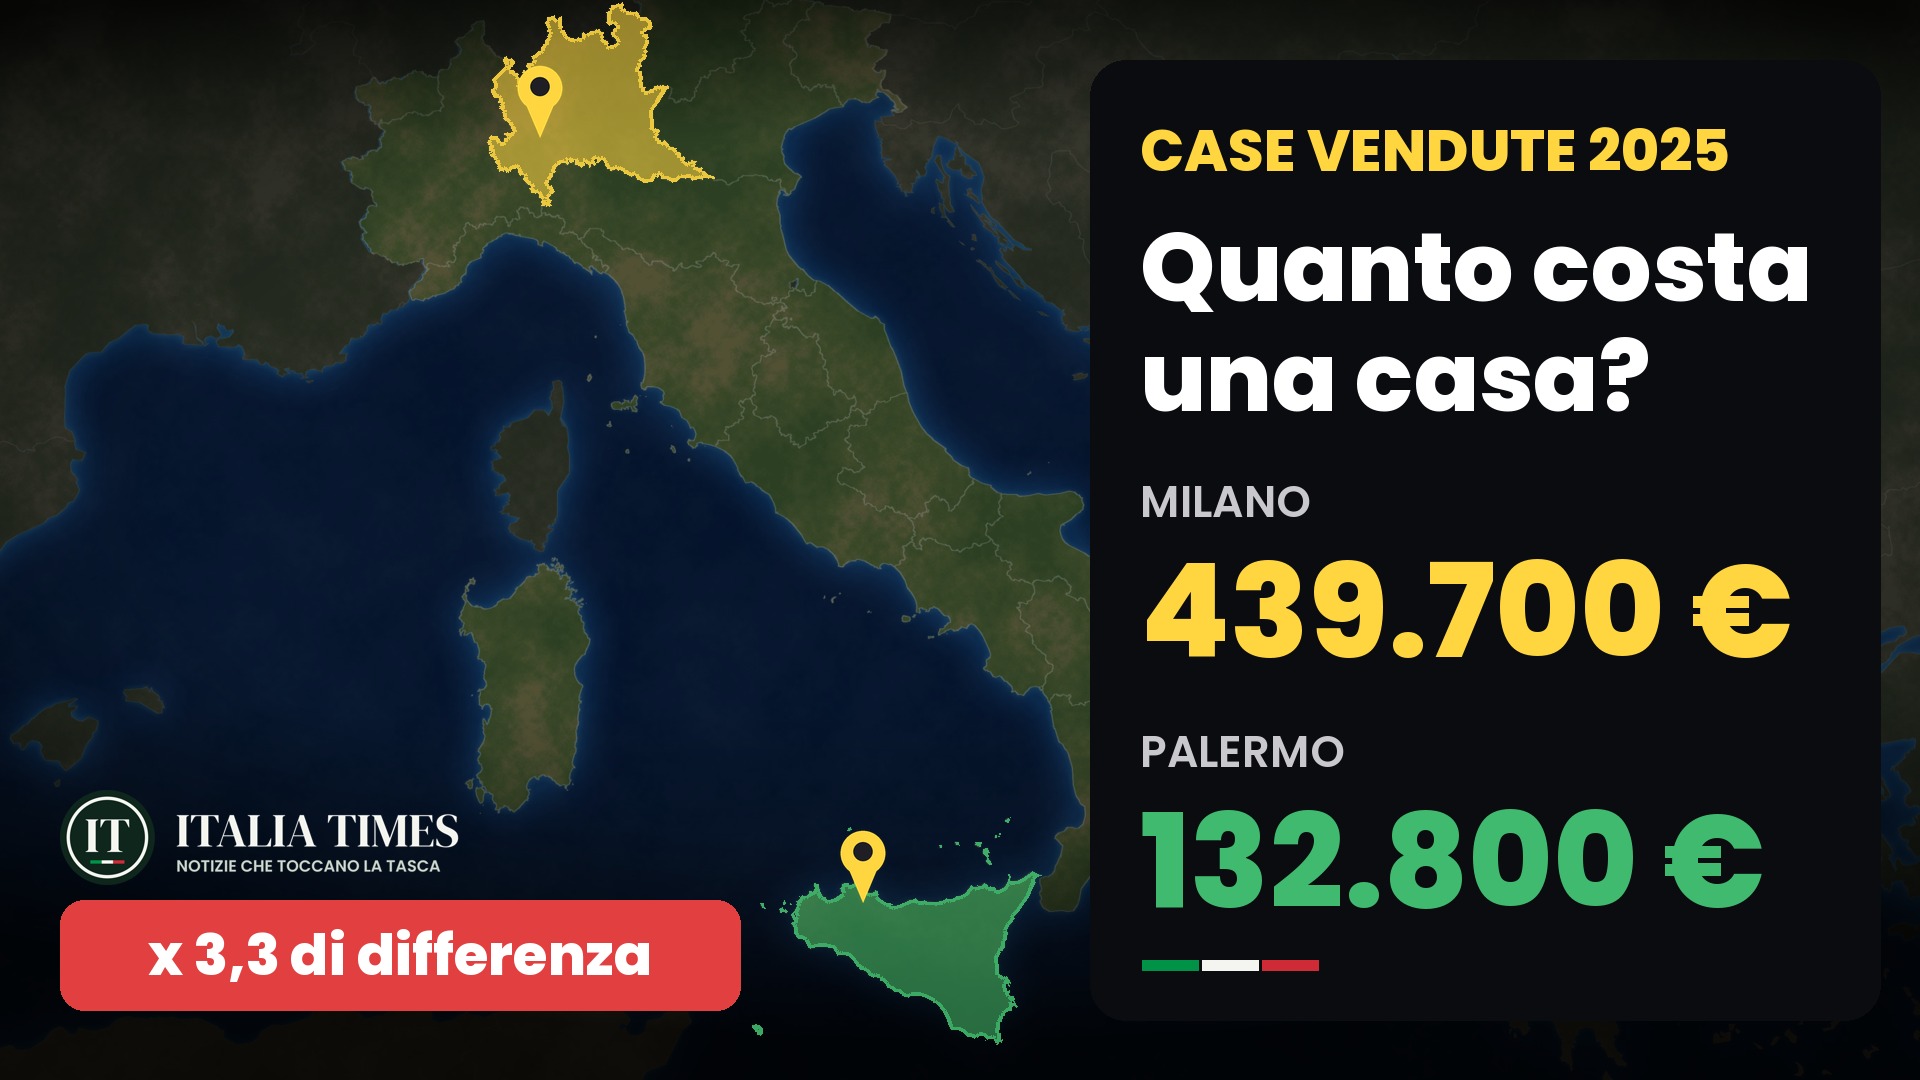 CASE VENDUTE 2025
Quanto costa
una casa?
MILANO
439.700 €
PALERMO
132.800 €
IT
ITALIA TIMES
NOTIZIE CHE TOCCANO LA TASCA
x 3,3 di differenza